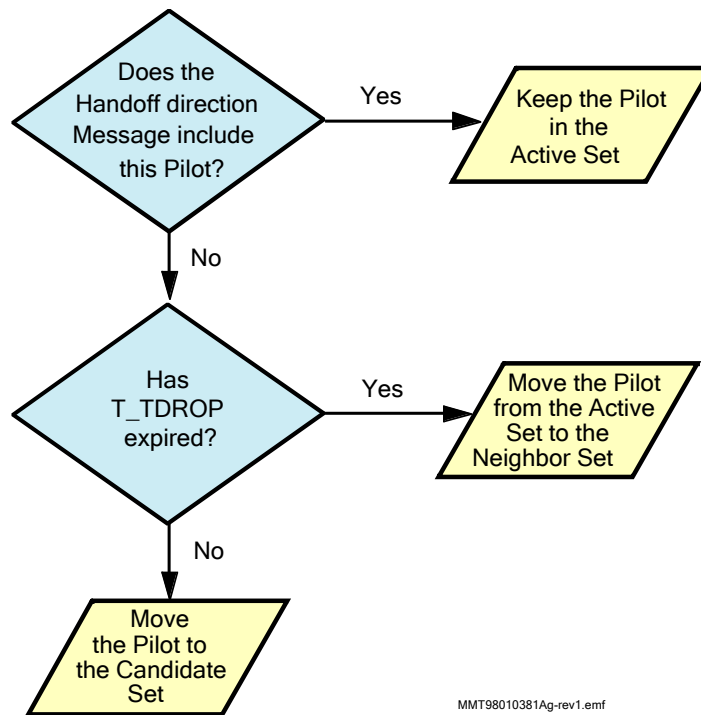 Does the
Handoff direction
Message include
this Pilot?
Yes
Keep the Pilot
in the
Active Set
No
Has
T_TDROP
expired?
Yes
Move the Pilot
from the Active
Set to the
Neighbor Set
No
Move
the Pilot to
the Candidate
Set
MMT98010381Ag-rev1.emf